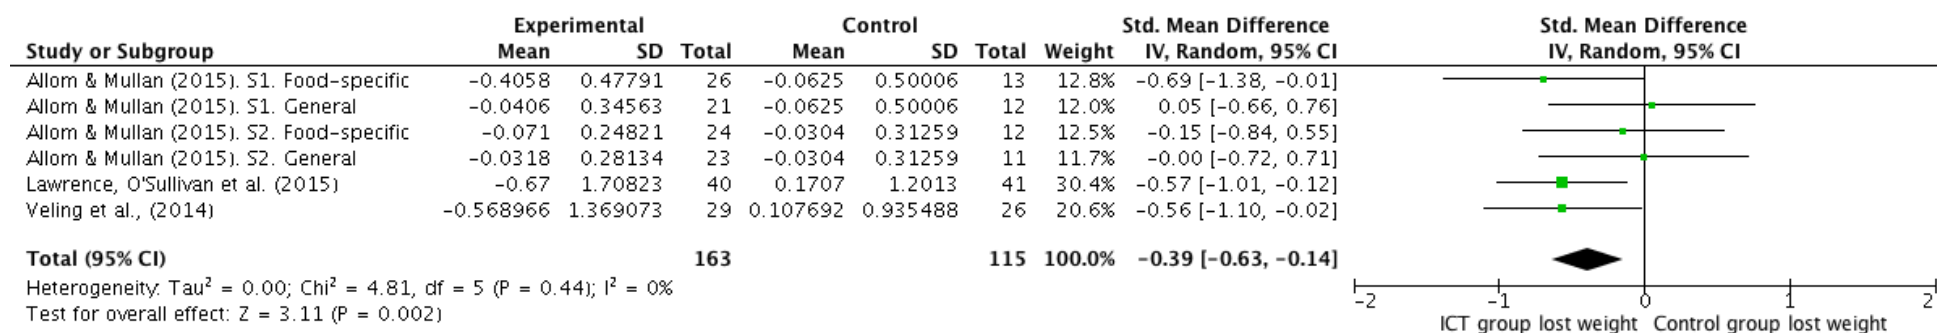 Experimental Control Std. Mean Difference Std. Mean Difference
Study or Subgroup Mean SD Total Mean SD Total Weight IV, Random, 95% CI IV, Random, 95% CI
Allom & Mullan (2015). S1. Food-specific -0.4058 0.47791 26 -0.0625 0.50006 13 12.8% -0.69 [-1.38, -0.01]
Allom & Mullan (2015). S1. General -0.0406 0.34563 21 -0.0625 0.50006 12 12.0% 0.05 [-0.66, 0.76]
Allom & Mullan (2015). S2. Food-specific -0.071 0.24821 24 -0.0304 0.31259 12 12.5% -0.15 [-0.84, 0.55]
Allom & Mullan (2015). S2. General -0.0318 0.28134 23 -0.0304 0.31259 11 11.7% -0.00 [-0.72, 0.71]
Lawrence, O'Sullivan et al. (2015) -0.67 1.70823 40 0.1707 1.2013 41 30.4% -0.57 [-1.01, -0.12]
Veling et al., (2014) -0.568966 1.369073 29 0.107692 0.935488 26 20.6% -0.56 [-1.10, -0.02]
Total (95% CI) 163 115 100.0% -0.39 [-0.63, -0.14]
Heterogeneity: Tau² = 0.00; Chi² = 4.81, df = 5 (P = 0.44); I² = 0%
Test for overall effect: Z = 3.11 (P = 0.002)
-2 -1 0 1 2
ICT group lost weight Control group lost weight